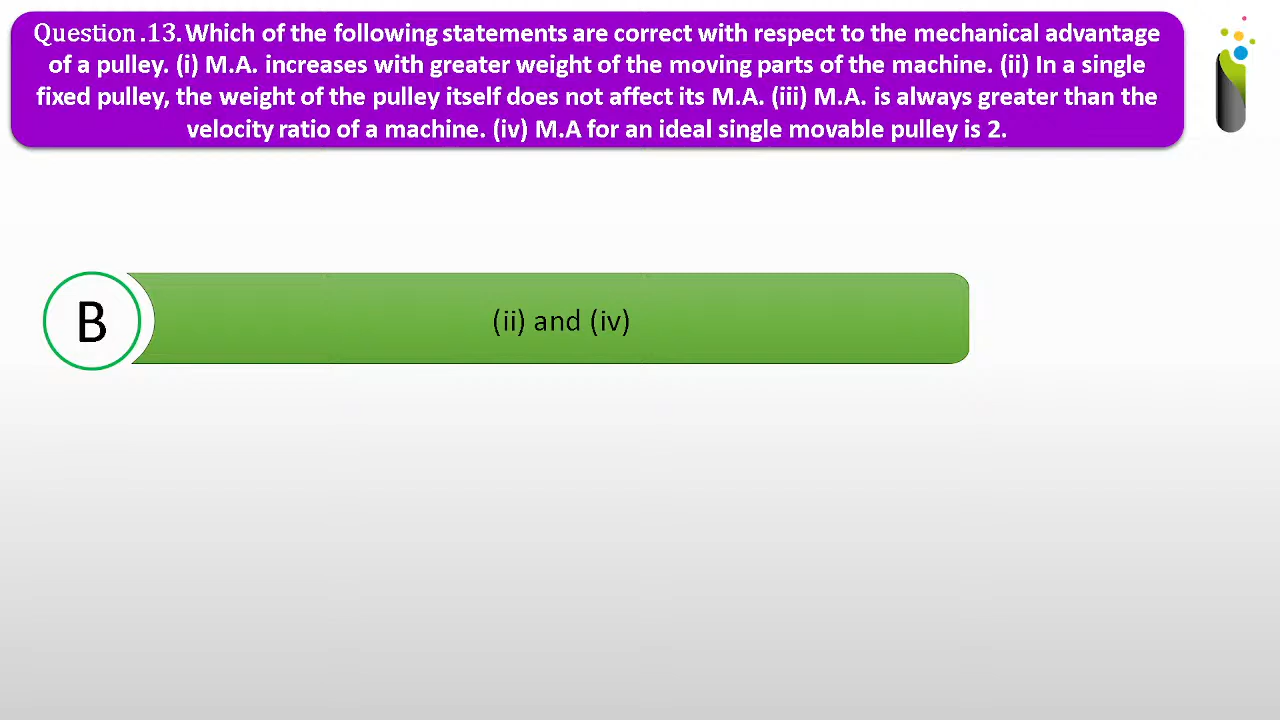 Question .13. Which of the following statements are correct with respect to the mechanical advantage
of a pulley. (i) M.A. increases with greater weight of the moving parts of the machine. (ii) In a single
fixed pulley, the weight of the pulley itself does not affect its M.A. (iii) M.A. is always greater than the
velocity ratio of a machine. (iv) M.A for an ideal single movable pulley is 2.
B
(ii) and (iv)